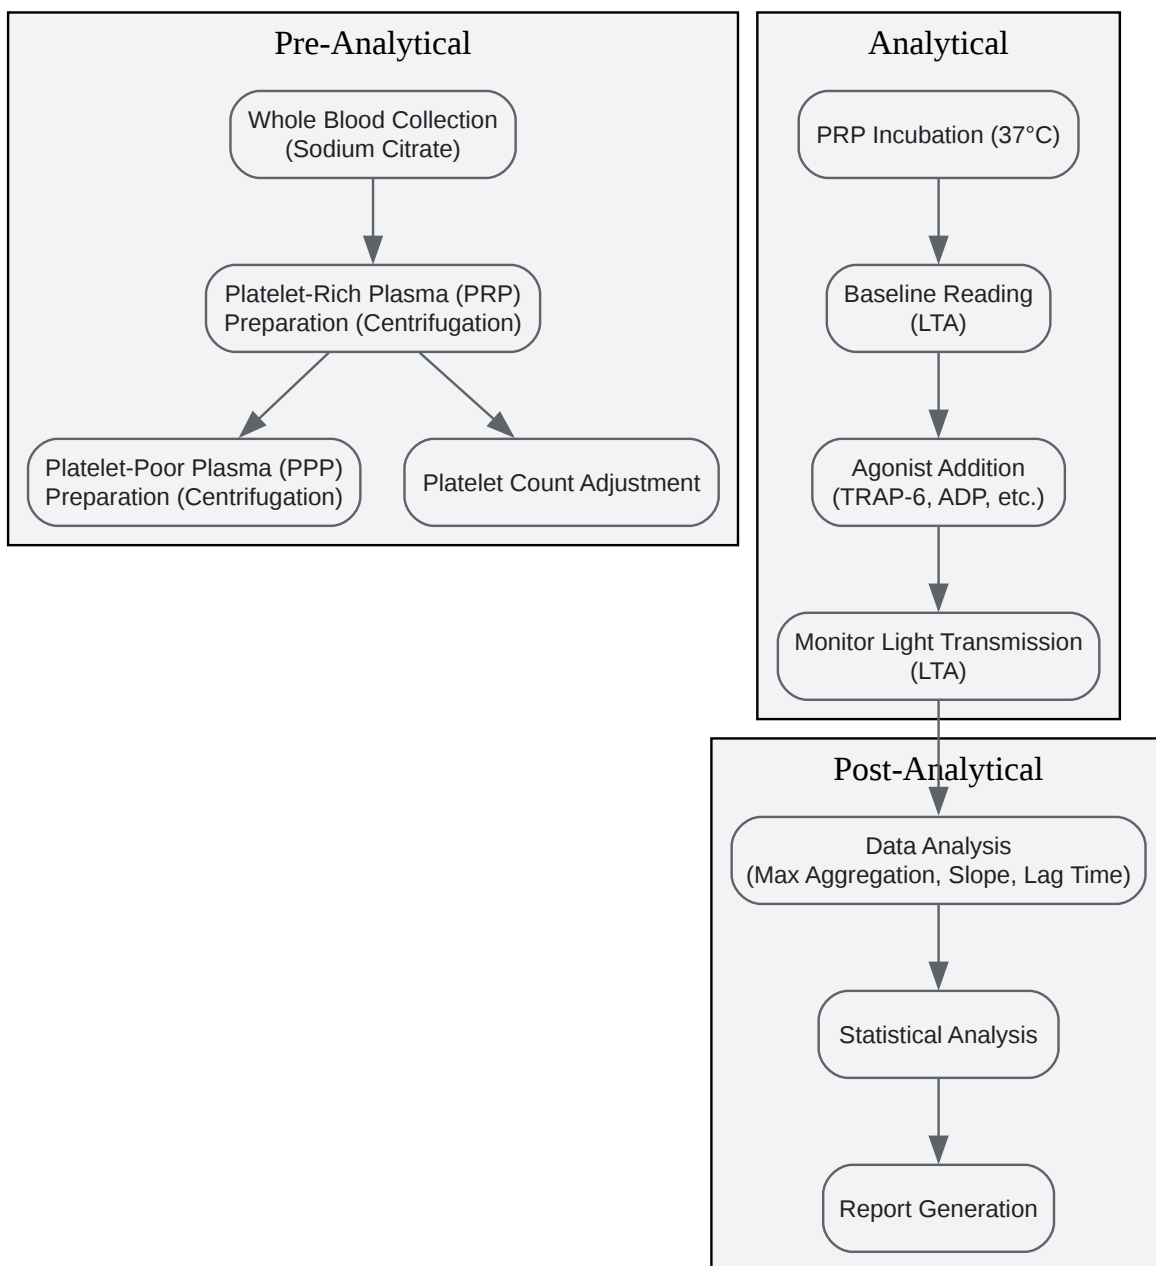 Pre-Analytical
Whole Blood Collection
(Sodium Citrate)
Platelet-Rich Plasma (PRP)
Preparation (Centrifugation)
Platelet-Poor Plasma (PPP)
Preparation (Centrifugation)
Platelet Count Adjustment
Analytical
PRP Incubation (37°C)
Baseline Reading
(LTA)
Agonist Addition
(TRAP-6, ADP, etc.)
Monitor Light Transmission
(LTA)
Post-Analytical
Data Analysis
(Max Aggregation, Slope, Lag Time)
Statistical Analysis
Report Generation